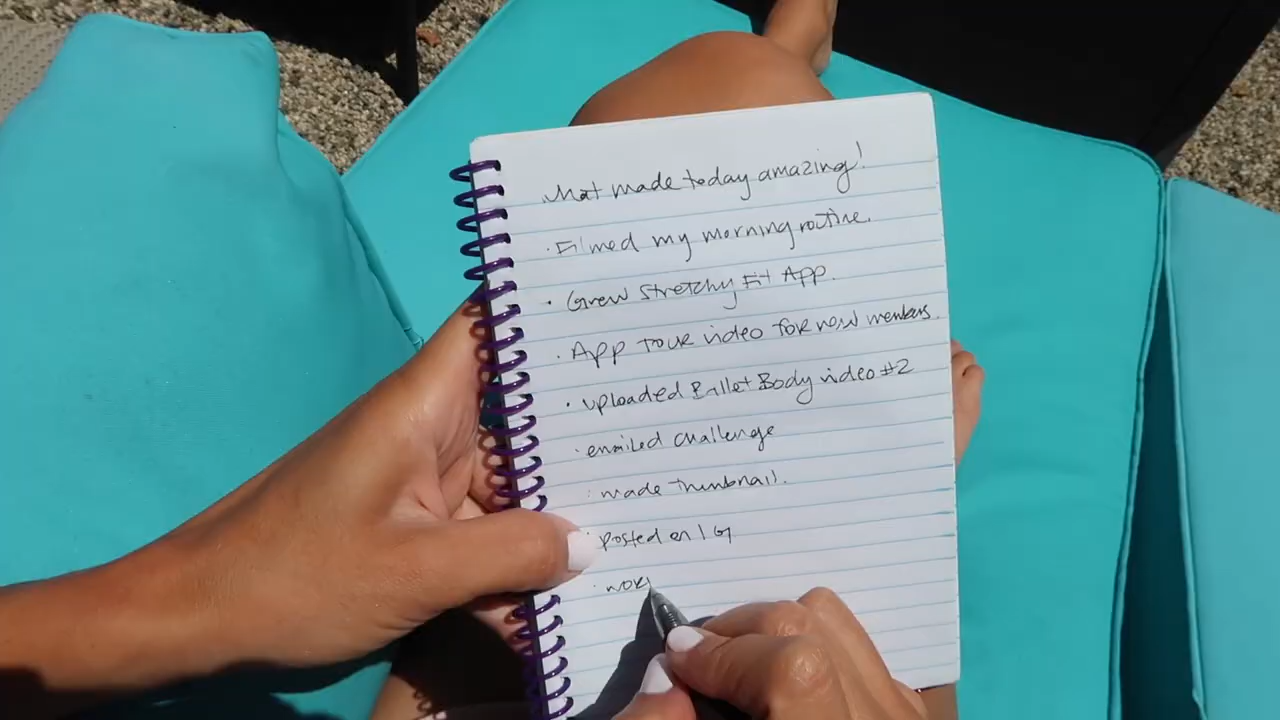 What made today amazing!
· Filmed my morning routine.
· Grew Stretchy Fit App.
· App tour video for new members.
· uploaded Ballet Body video #2
· emailed challenge
· made thumbnail.
· posted on IG
· work